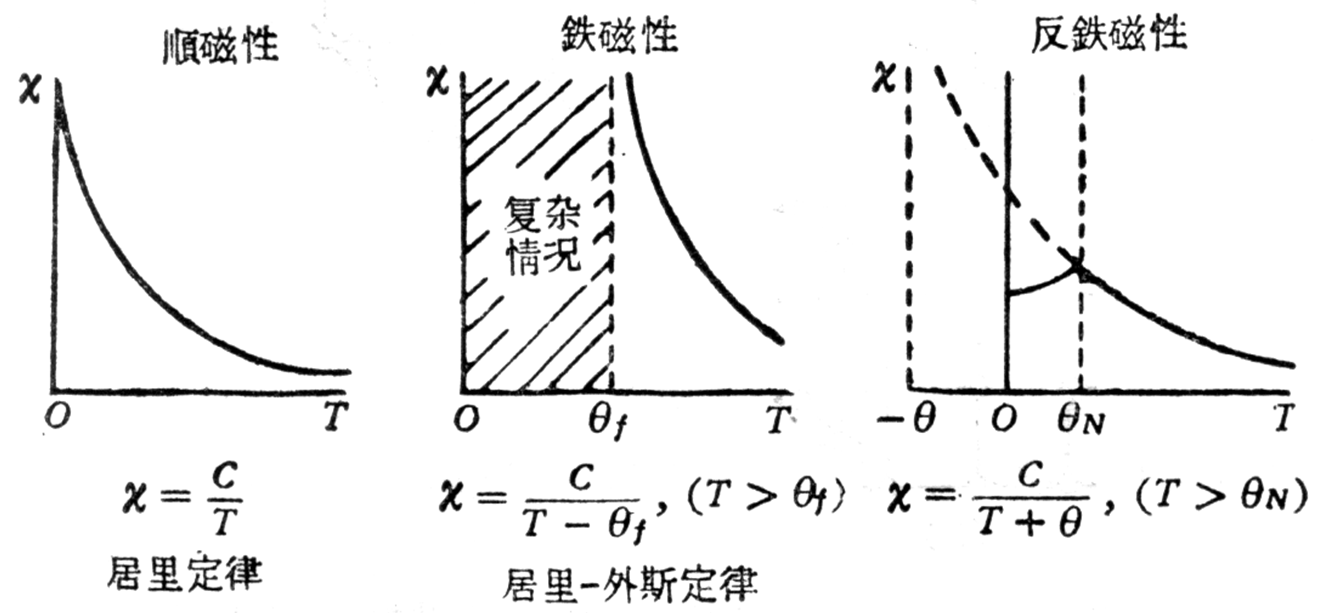 順磁性
χ
O
T
χ = C/T
居里定律
鉄磁性
χ
复杂
情况
O
θf
T
χ = C/(T − θf), (T > θf)
居里-外斯定律
反鉄磁性
χ
−θ
O
θN
T
χ = C/(T + θ), (T > θN)